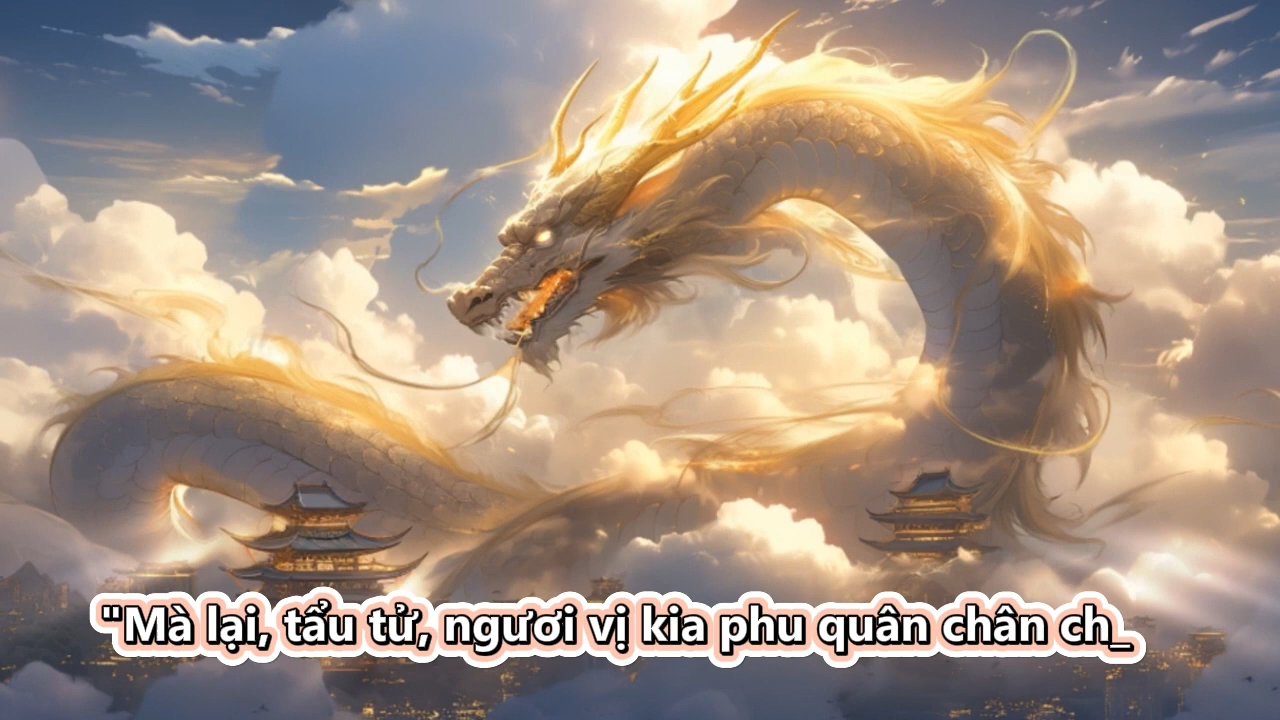 "Mà lại, tẩu tử, ngươi vị kia phu quân chân ch_